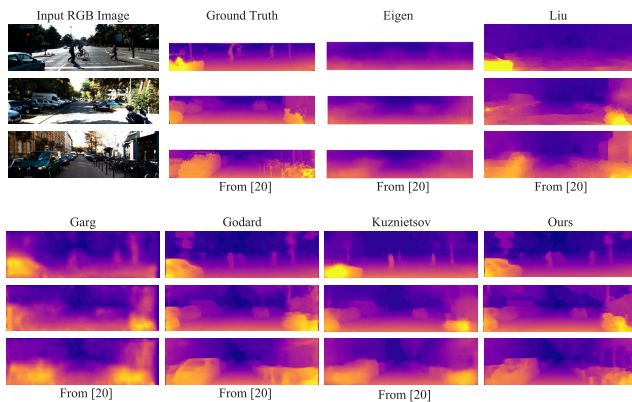 Input RGB Image
Ground Truth
Eigen
Liu
From [20]
From [20]
From [20]
Garg
Godard
Kuznietsov
Ours
From [20]
From [20]